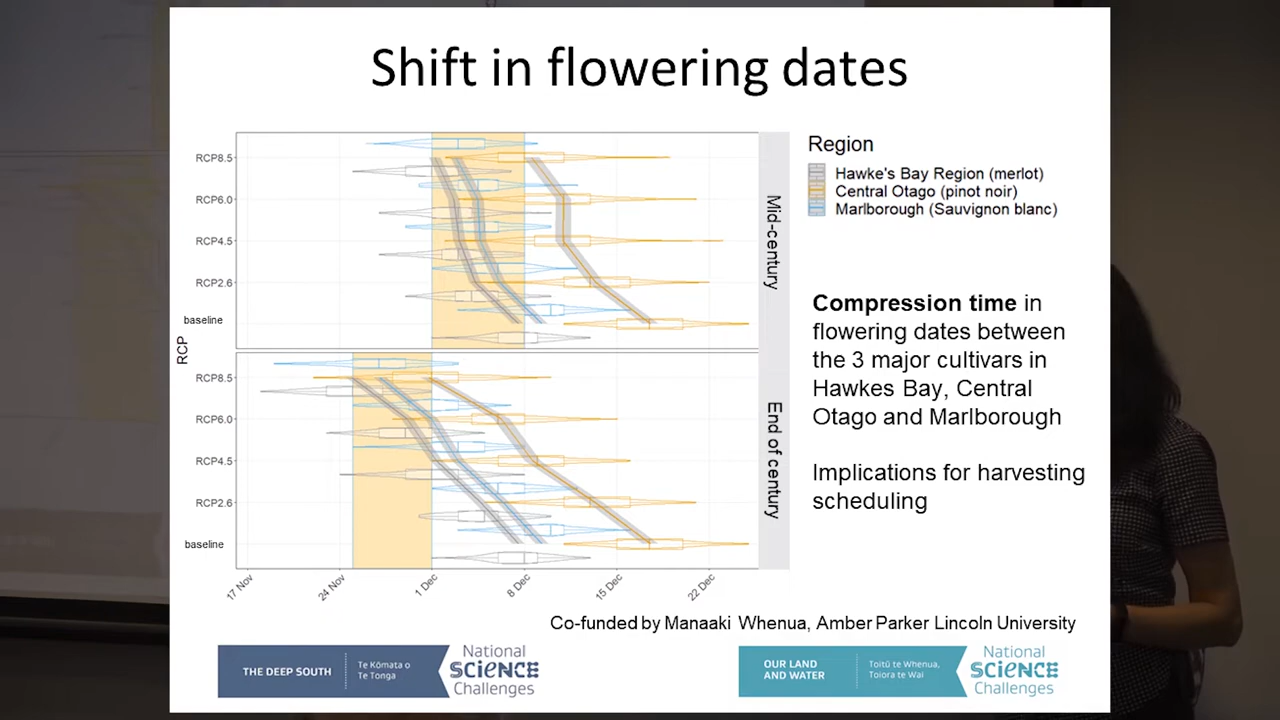 Shift in flowering dates
RCP8.5
RCP6.0
RCP4.5
RCP2.6
baseline
Mid-century
RCP
RCP8.5
RCP6.0
RCP4.5
RCP2.6
baseline
End of century
17 Nov
24 Nov
1 Dec
8 Dec
15 Dec
22 Dec
Region
Hawke's Bay Region (merlot)
Central Otago (pinot noir)
Marlborough (Sauvignon blanc)
Compression time in
flowering dates between
the 3 major cultivars in
Hawkes Bay, Central
Otago and Marlborough
Implications for harvesting
scheduling
Co-funded by Manaaki Whenua, Amber Parker Lincoln University
THE DEEP SOUTH
Te Kōmata o
Te Tonga
National
SCIENCE
Challenges
OUR LAND
AND WATER
Toitū te Whenua,
Toiora te Wai
National
SCIENCE
Challenges